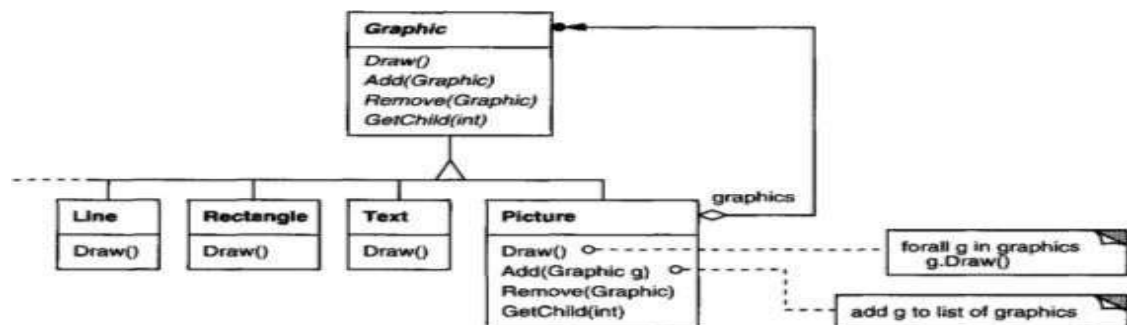 Graphic
Draw()
Add(Graphic)
Remove(Graphic)
GetChild(int)
graphics
Line
Draw()
Rectangle
Draw()
Text
Draw()
Picture
Draw()
Add(Graphic g)
Remove(Graphic)
GetChild(int)
forall g in graphics
g.Draw()
add g to list of graphics